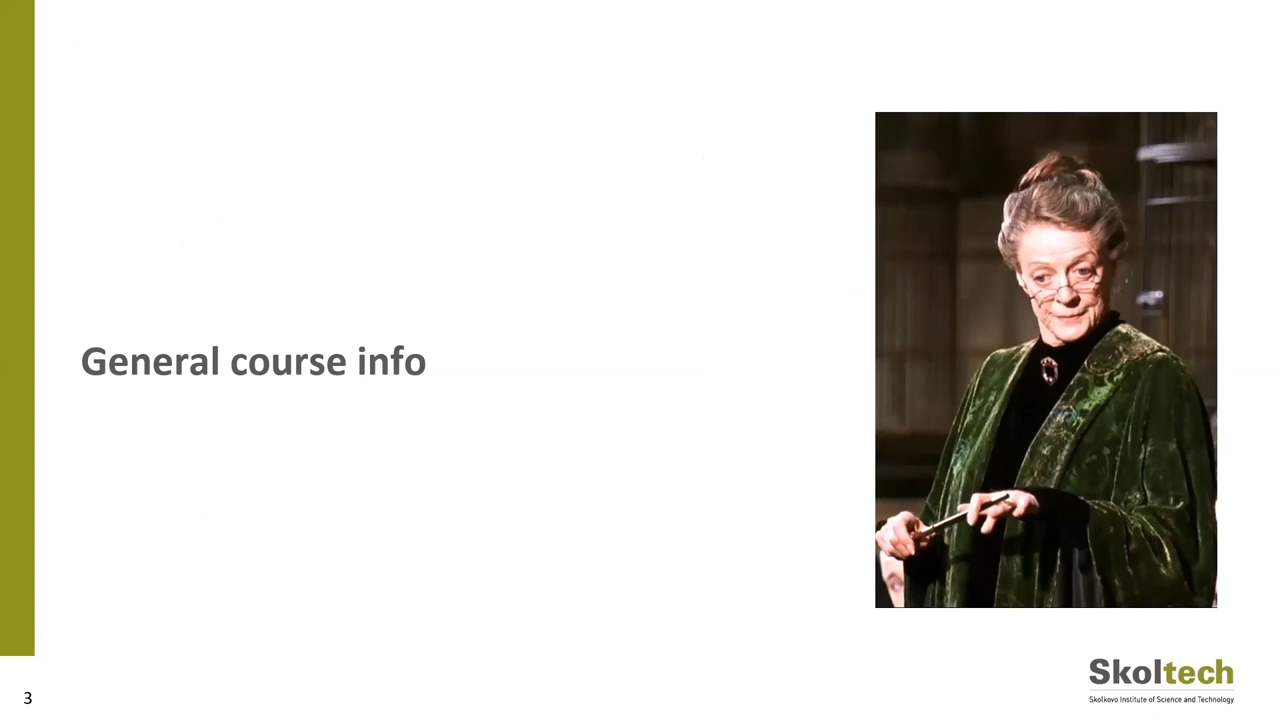 General course info
Skoltech
Skolkovo Institute of Science and Technology
3